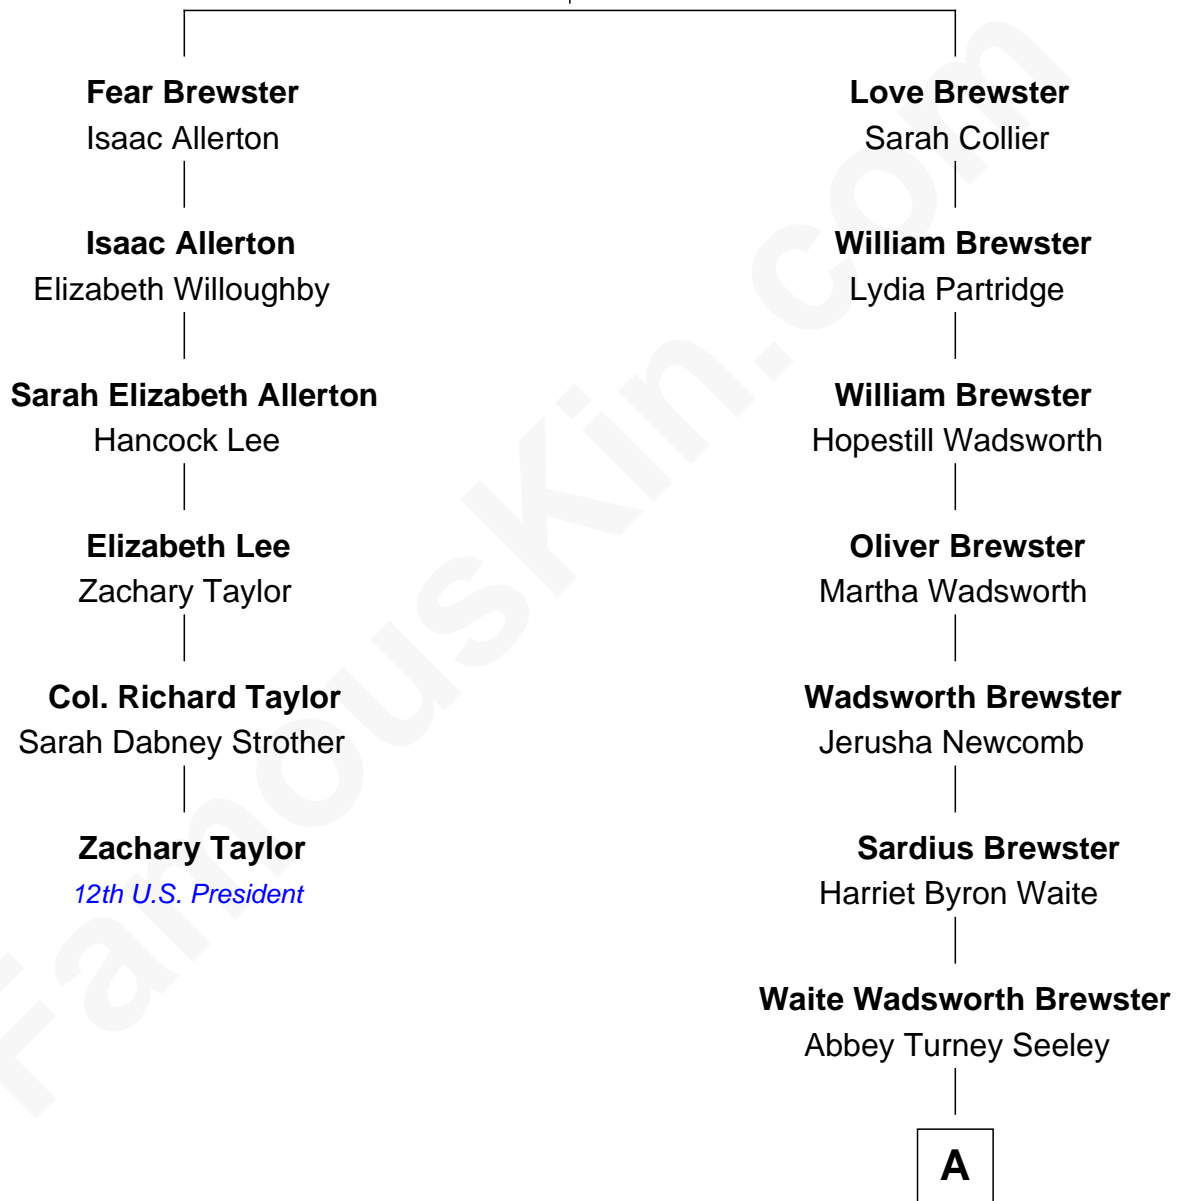 Fear Brewster
Isaac Allerton
Isaac Allerton
Elizabeth Willoughby
Sarah Elizabeth Allerton
Hancock Lee
Elizabeth Lee
Zachary Taylor
Col. Richard Taylor
Sarah Dabney Strother
Zachary Taylor
12th U.S. President
Love Brewster
Sarah Collier
William Brewster
Lydia Partridge
William Brewster
Hopestill Wadsworth
Oliver Brewster
Martha Wadsworth
Wadsworth Brewster
Jerusha Newcomb
Sardius Brewster
Harriet Byron Waite
Waite Wadsworth Brewster
Abbey Turney Seeley
A
FamousKin.com